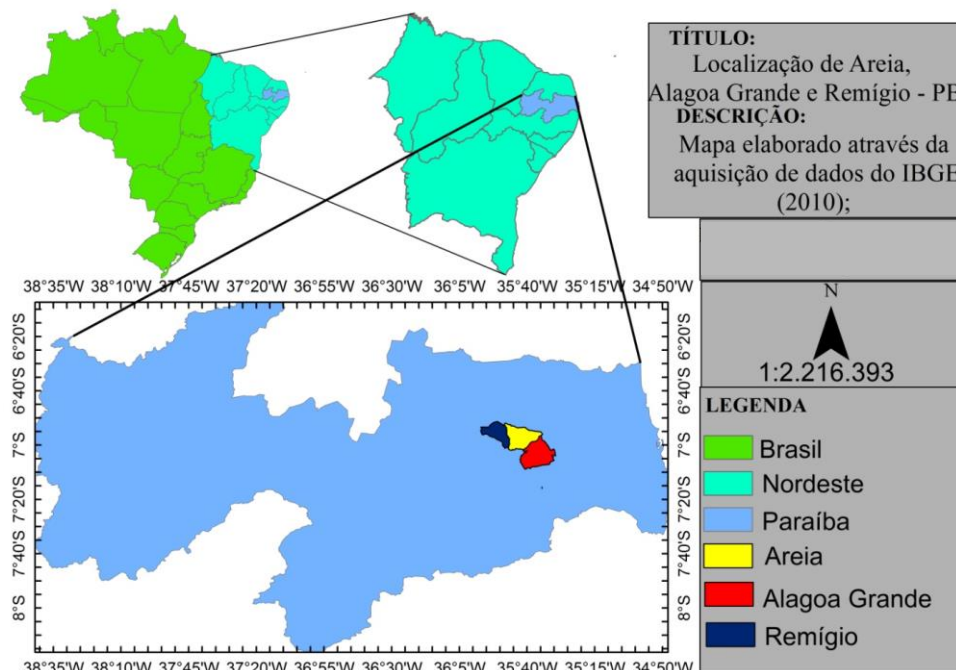 TÍTULO:
Localização de Areia,
Alagoa Grande e Remígio -
DESCRIÇÃO:
Mapa elaborado através da
aquisição de dados do IBGE
(2010);
38°35'W 38°10'W 37°45'W 37°20'W 36°55'W 36°30'W 36°5'W 35°40'W 35°15'W 34°50'W
6°20'S
6°40'S
7°S
7°20'S
7°40'S
8°S
6°20'S
6°40'S
7°S
7°20'S
7°40'S
8°S
38°35'W 38°10'W 37°45'W 37°20'W 36°55'W 36°30'W 36°5'W 35°40'W 35°15'W 34°50'W
N
1:2.216.393
LEGENDA
Brasil
Nordeste
Paraíba
Areia
Alagoa Grande
Remígio